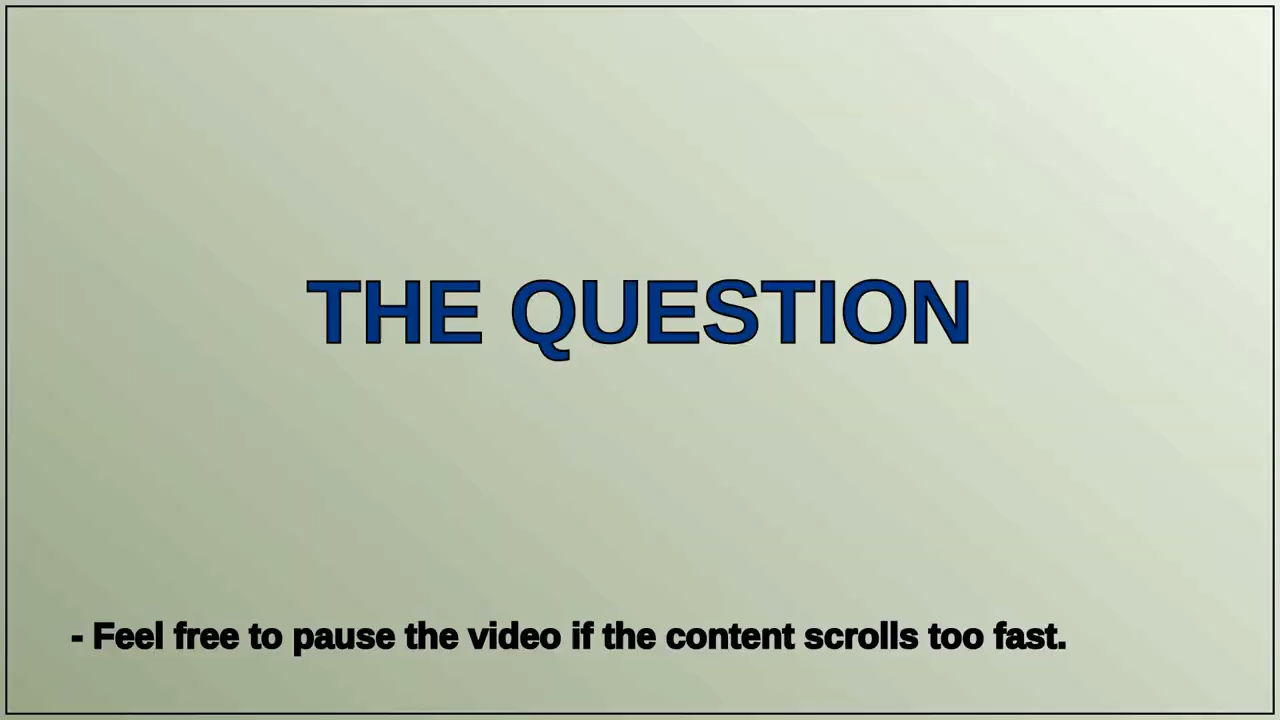 THE QUESTION
- Feel free to pause the video if the content scrolls too fast.